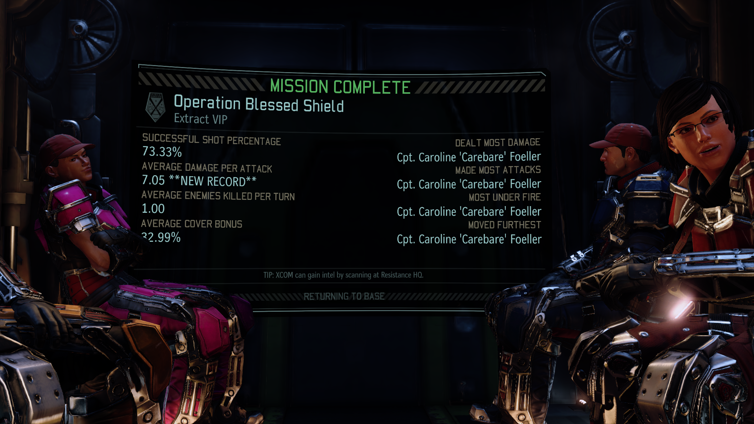 MISSION COMPLETE
Operation Blessed Shield
Extract VIP
SUCCESSFUL SHOT PERCENTAGE
73.33%
AVERAGE DAMAGE PER ATTACK
7.05 **NEW RECORD**
AVERAGE ENEMIES KILLED PER TURN
1.00
AVERAGE COVER BONUS
32.99%
DEALT MOST DAMAGE
Cpt. Caroline 'Carebare' Foeller
MADE MOST ATTACKS
Cpt. Caroline 'Carebare' Foeller
MOST UNDER FIRE
Cpt. Caroline 'Carebare' Foeller
MOVED FURTHEST
Cpt. Caroline 'Carebare' Foeller
TIP: XCOM can gain intel by scanning at Resistance HQ.
RETURNING TO BASE